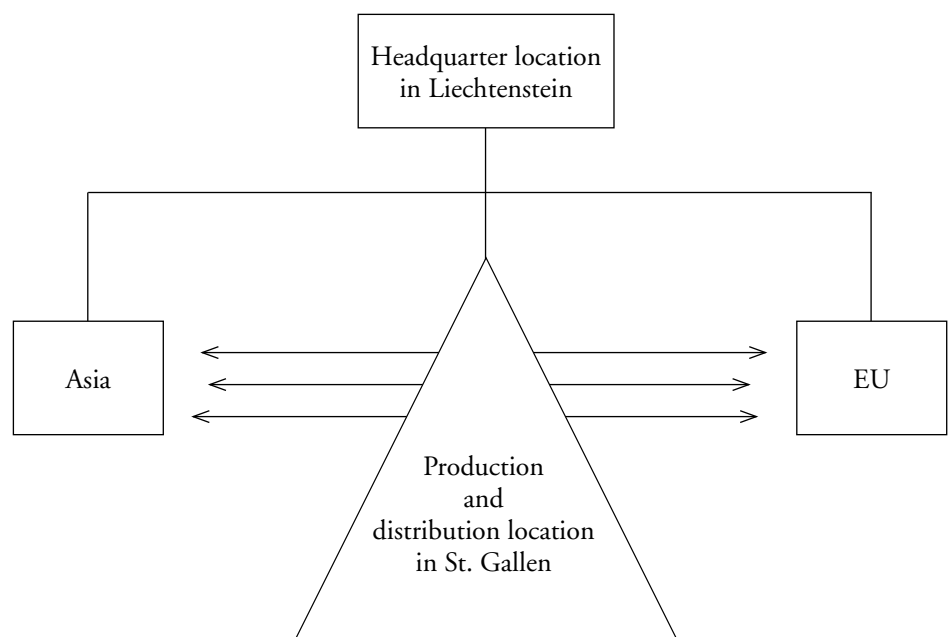 Headquarter location
in Liechtenstein
Asia
EU
Production
and
distribution location
in St. Gallen